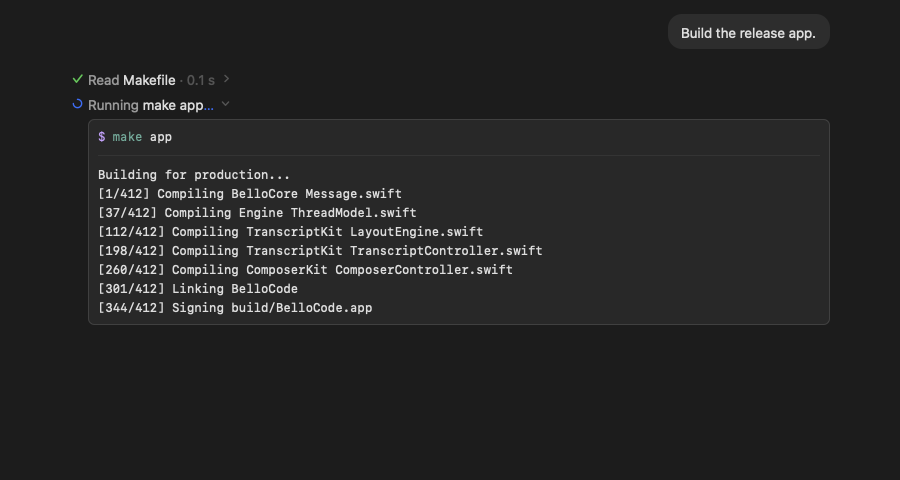 Build the release app.
Read Makefile · 0.1 s
Running make app...
$ make app
Building for production...
[1/412] Compiling BelloCore Message.swift
[37/412] Compiling Engine ThreadModel.swift
[112/412] Compiling TranscriptKit LayoutEngine.swift
[198/412] Compiling TranscriptKit TranscriptController.swift
[260/412] Compiling ComposerKit ComposerController.swift
[301/412] Linking BelloCode
[344/412] Signing build/BelloCode.app